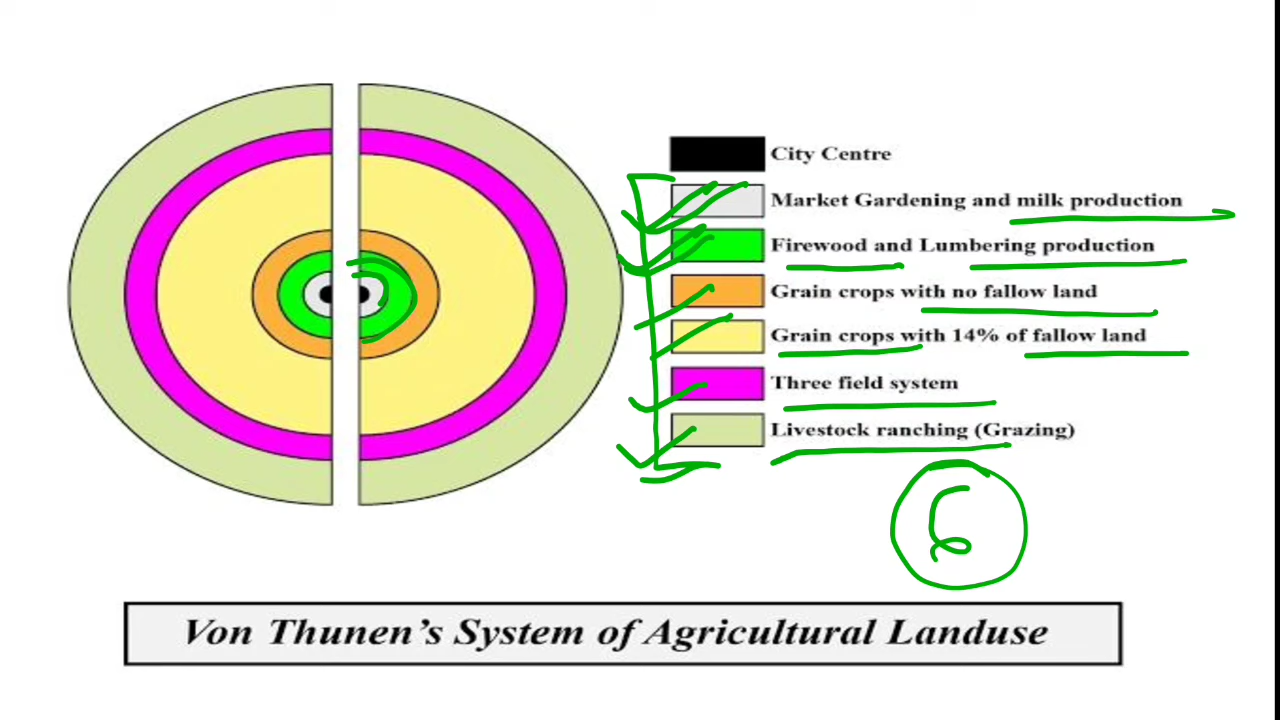 City Centre
Market Gardening and milk production
Firewood and Lumbering production
Grain crops with no fallow land
Grain crops with 14% of fallow land
Three field system
Livestock ranching (Grazing)
6
Von Thunen's System of Agricultural Landuse